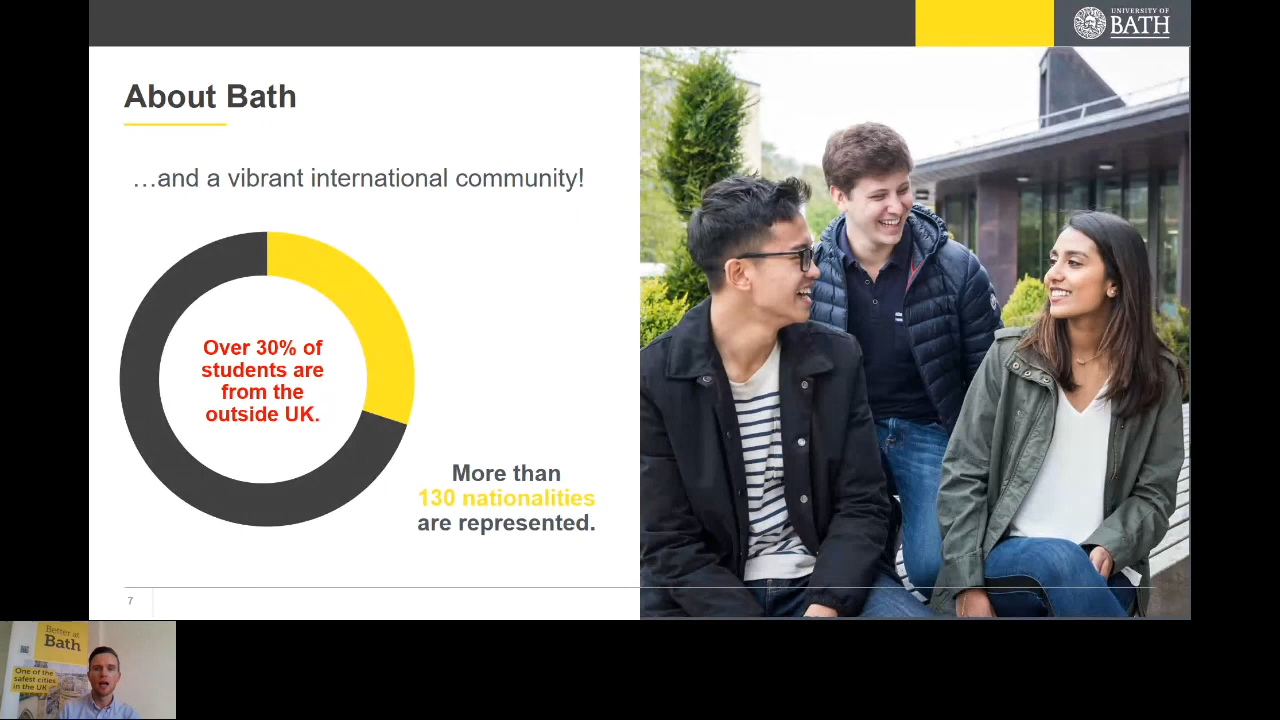 UNIVERSITY OF
BATH
About Bath
…and a vibrant international community!
Over 30% of
students are
from the
outside UK.
More than
130 nationalities
are represented.
7
Better at
Bath
One of the
safest cities
in the UK